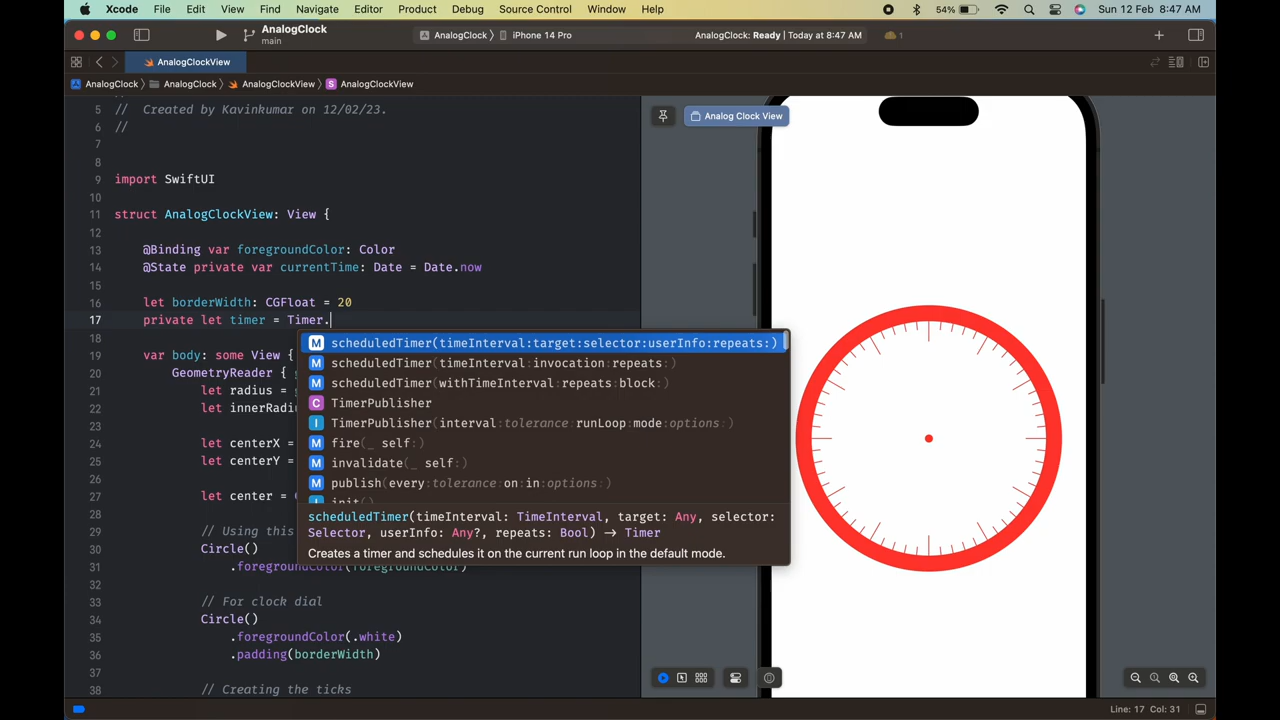 Xcode File Edit View Find Navigate Editor Product Debug Source Control Window Help 54% Sun 12 Feb 8:47 AM
AnalogClock
main
AnalogClock 〉 iPhone 14 Pro
AnalogClock: Ready | Today at 8:47 AM
1
AnalogClockView
AnalogClock 〉 AnalogClock 〉 AnalogClockView 〉 S AnalogClockView
5 // Created by Kavinkumar on 12/02/23.
6 //
7
8
9 import SwiftUI
10
11 struct AnalogClockView: View {
12
13 @Binding var foregroundColor: Color
14 @State private var currentTime: Date = Date.now
15
16 let borderWidth: CGFloat = 20
17 private let timer = Timer.
18
19 var body: some View {
20 GeometryReader {
21 let radius =
22 let innerRadiu
23
24 let centerX =
25 let centerY =
26
27 let center =
28
29 // Using this
30 Circle()
31 .foregroundColor(foregroundColor)
32
33 // For clock dial
34 Circle()
35 .foregroundColor(.white)
36 .padding(borderWidth)
37
38 // Creating the ticks
M scheduledTimer(timeInterval:target:selector:userInfo:repeats:)
M scheduledTimer(timeInterval:invocation:repeats:)
M scheduledTimer(withTimeInterval:repeats:block:)
C TimerPublisher
I TimerPublisher(interval:tolerance:runLoop:mode:options:)
M fire(_ self:)
M invalidate(_ self:)
M publish(every:tolerance:on:in:options:)
I init()
scheduledTimer(timeInterval: TimeInterval, target: Any, selector:
Selector, userInfo: Any?, repeats: Bool) -> Timer
Creates a timer and schedules it on the current run loop in the default mode.
Analog Clock View
Line: 17 Col: 31